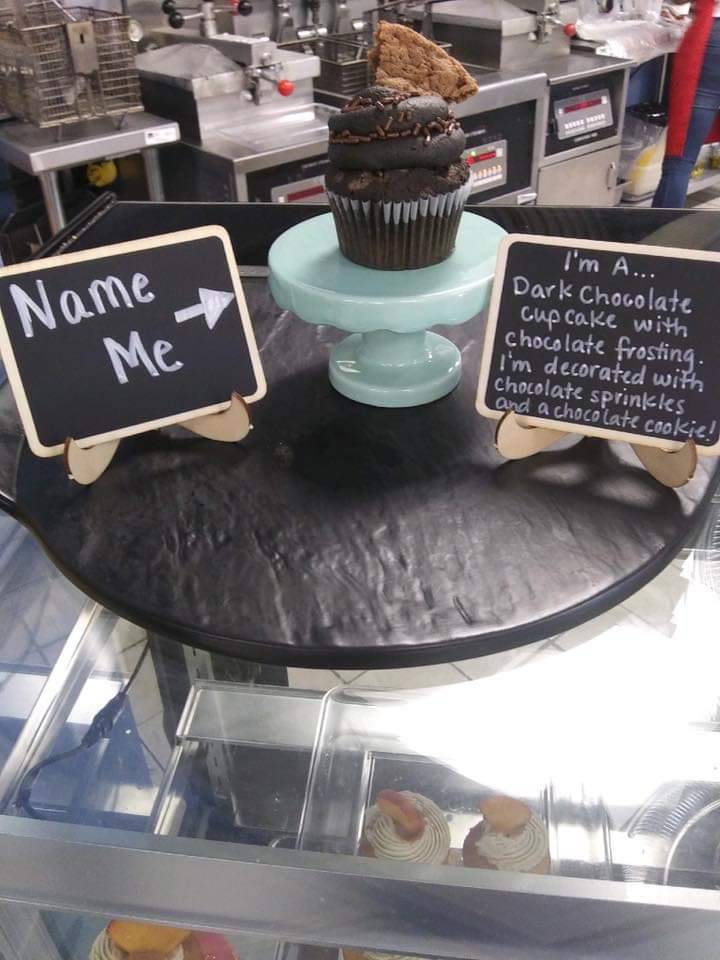 Name
Me
I'm A...
Dark Chocolate
cupcake with
chocolate frosting.
I'm decorated with
chocolate sprinkles
and a chocolate cookie!